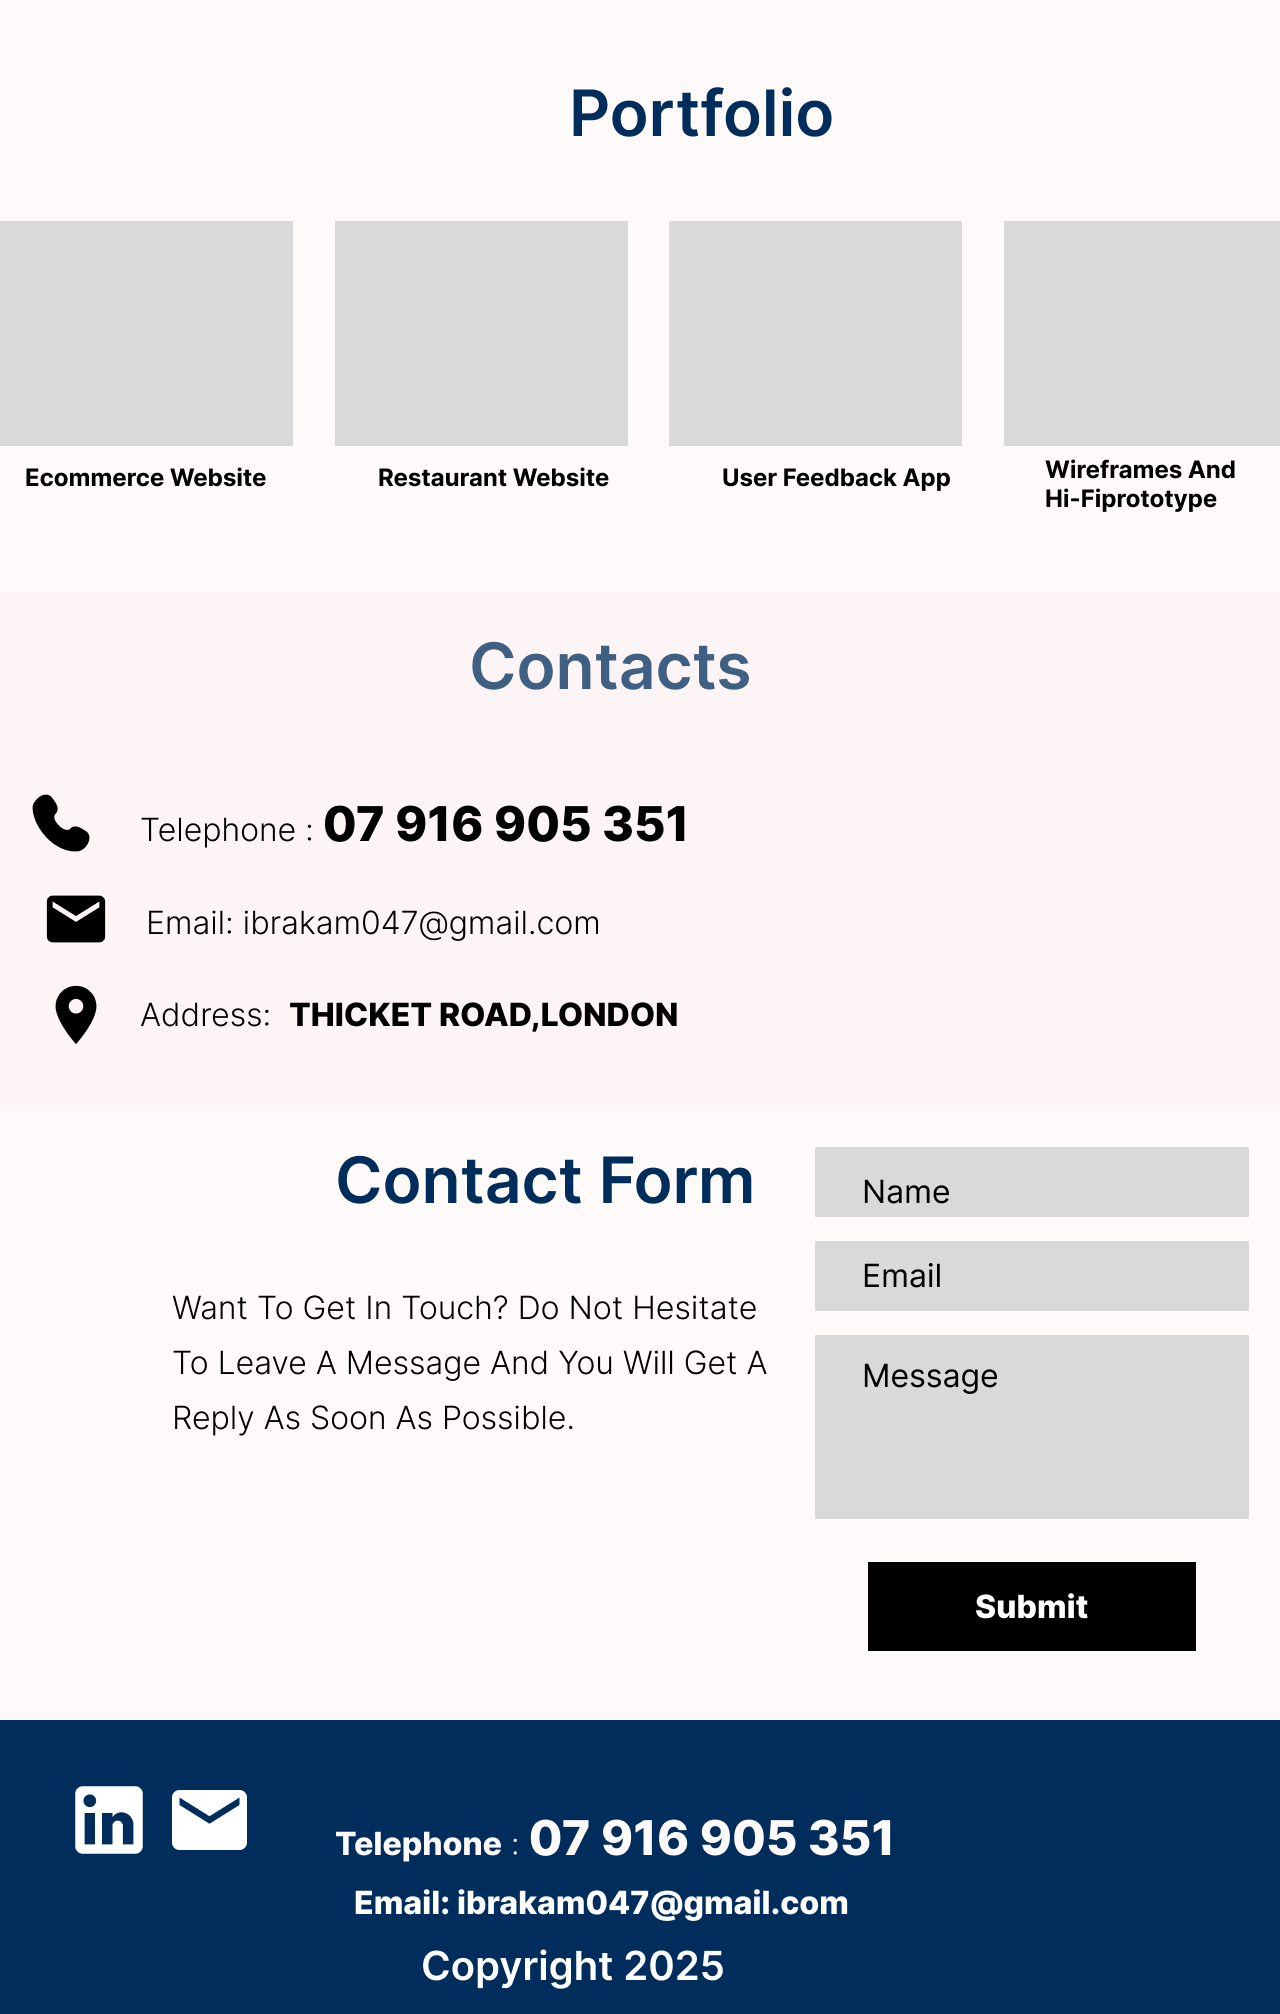 Portfolio
Ecommerce Website
Restaurant Website
User Feedback App
Wireframes And
Hi-Fiprototype
Contacts
Telephone : 07 916 905 351
Email: ibrakam047@gmail.com
Address: THICKET ROAD,LONDON
Contact Form
Want To Get In Touch? Do Not Hesitate
To Leave A Message And You Will Get A
Reply As Soon As Possible.
Name
Email
Message
Submit
in
Telephone : 07 916 905 351
Email: ibrakam047@gmail.com
Copyright 2025